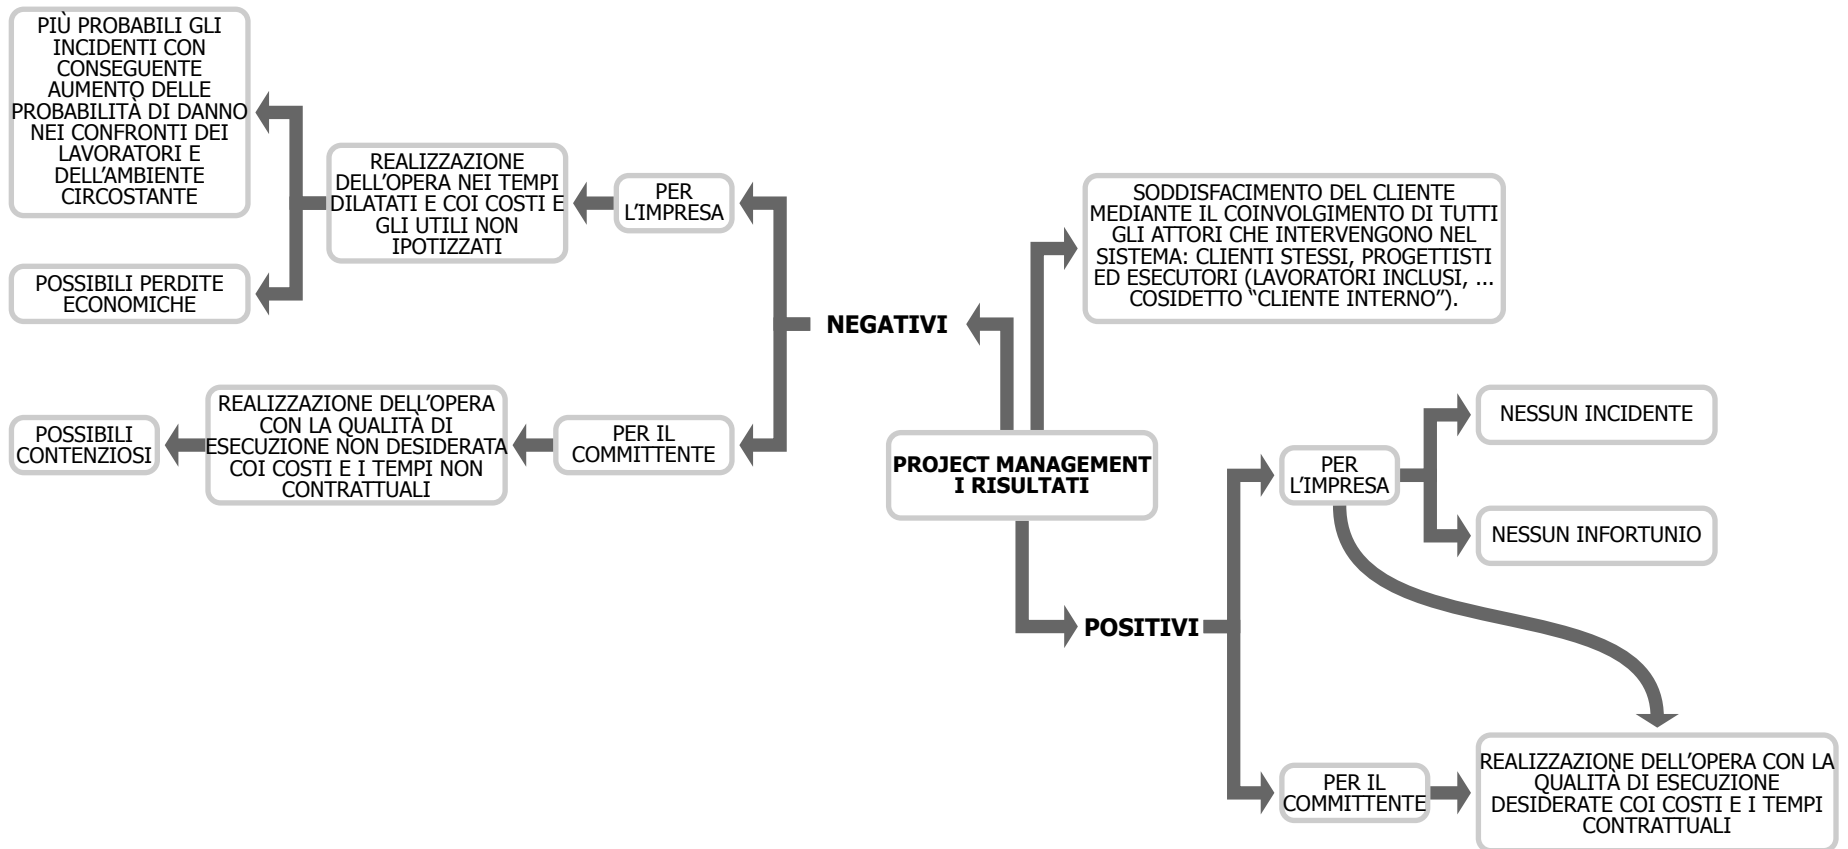 PIÙ PROBABILI GLI
INCIDENTI CON
CONSEGUENTE
AUMENTO DELLE
PROBABILITÀ DI DANNO
NEI CONFRONTI DEI
LAVORATORI E
DELL'AMBIENTE
CIRCOSTANTE
POSSIBILI PERDITE
ECONOMICHE
REALIZZAZIONE
DELL'OPERA NEI TEMPI
DILATATI E COI COSTI E
GLI UTILI NON
IPOTIZZATI
PER
L'IMPRESA
POSSIBILI
CONTENZIOSI
REALIZZAZIONE DELL'OPERA
CON LA QUALITÀ DI
ESECUZIONE NON DESIDERATA
COI COSTI E I TEMPI NON
CONTRATTUALI
PER IL
COMMITTENTE
NEGATIVI
SODDISFACIMENTO DEL CLIENTE
MEDIANTE IL COINVOLGIMENTO DI TUTTI
GLI ATTORI CHE INTERVENGONO NEL
SISTEMA: CLIENTI STESSI, PROGETTISTI
ED ESECUTORI (LAVORATORI INCLUSI, ...
COSIDETTO “CLIENTE INTERNO”).
PROJECT MANAGEMENT
I RISULTATI
POSITIVI
PER
L'IMPRESA
NESSUN INCIDENTE
NESSUN INFORTUNIO
PER IL
COMMITTENTE
REALIZZAZIONE DELL'OPERA CON LA
QUALITÀ DI ESECUZIONE
DESIDERATE COI COSTI E I TEMPI
CONTRATTUALI